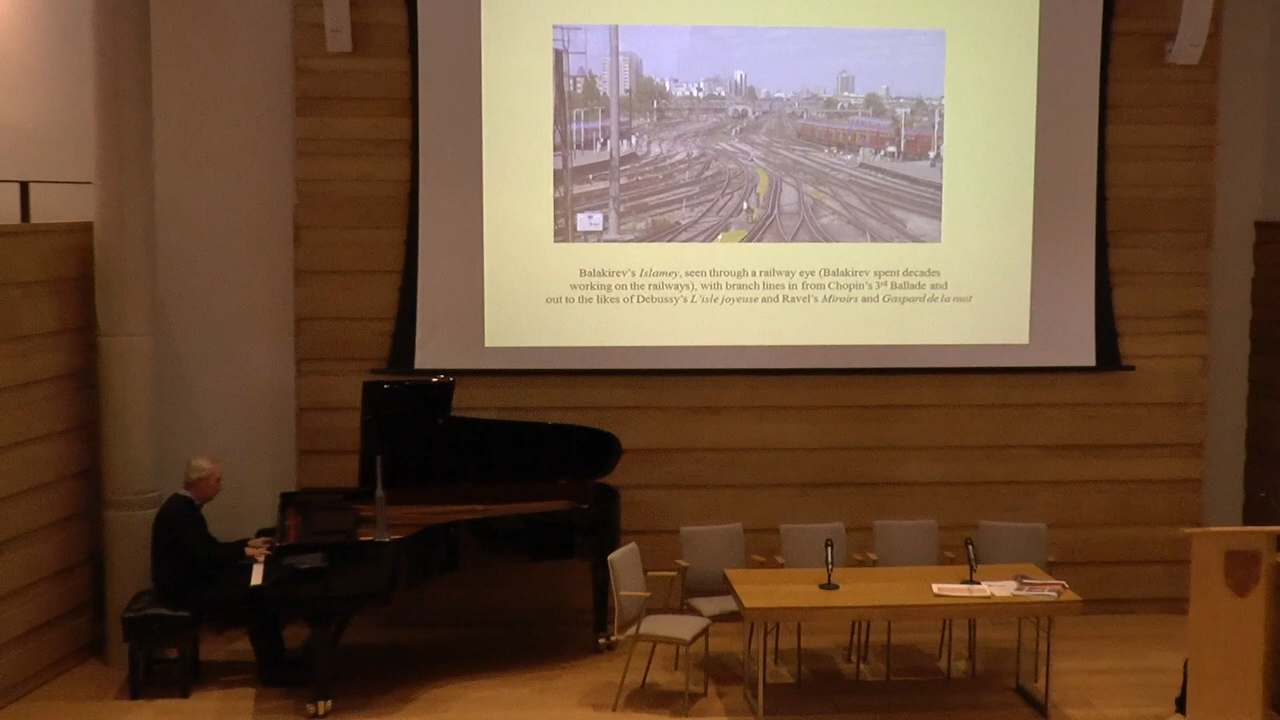 Balakirev's Islamey, seen through a railway eye (Balakirev spent decades
working on the railways), with branch lines in from Chopin's 3rd Ballade and
out to the likes of Debussy's L'isle joyeuse and Ravel's Miroirs and Gaspard de la nuit